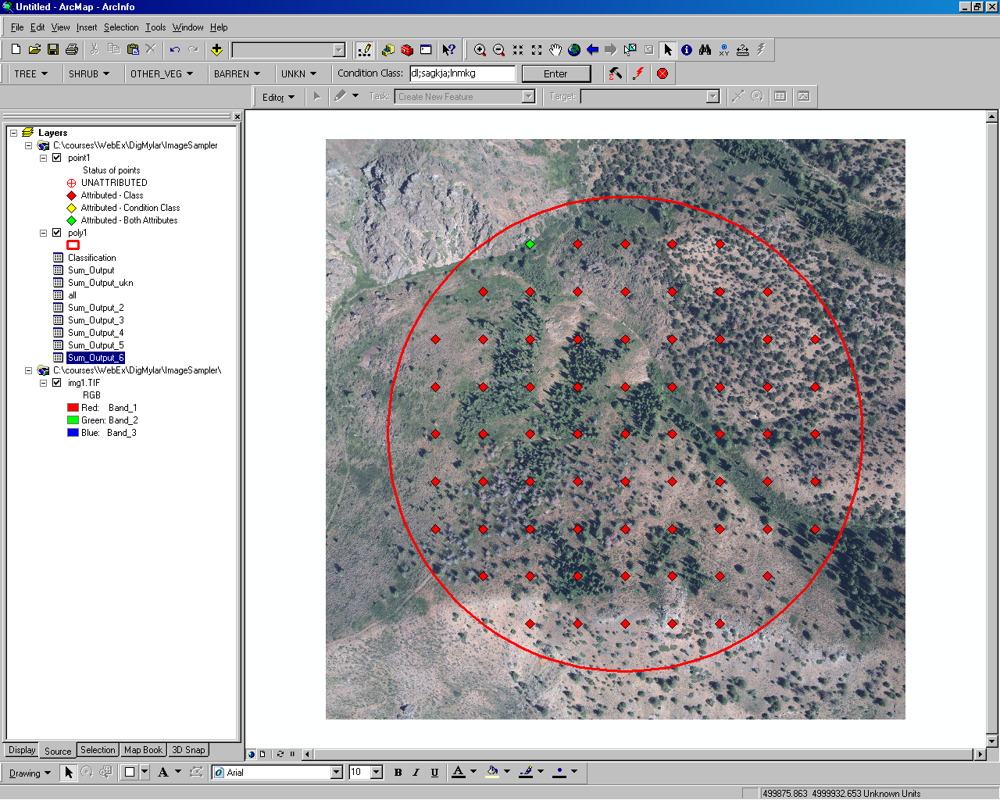 Untitled - ArcMap - ArcInfo
File Edit View Insert Selection Tools Window Help
TREE SHRUB OTHER_VEG BARREN UNKN Condition Class: dl;sagkja;lnmkg Enter
Editor Task: Create New Feature Target:
Layers
C:\courses\WebEx\DigMylar\ImageSampler
point1
Status of points
UNATTRIBUTED
Attributed - Class
Attributed - Condition Class
Attributed - Both Attributes
poly1
Classification
Sum_Output
Sum_Output_ukn
all
Sum_Output_2
Sum_Output_3
Sum_Output_4
Sum_Output_5
Sum_Output_6
C:\courses\WebEx\DigMylar\ImageSampler\
img1.TIF
RGB
Red: Band_1
Green: Band_2
Blue: Band_3
Display Source Selection Map Book 3D Snap
Drawing A Arial 10 B I U A
499875.863 4999932.653 Unknown Units